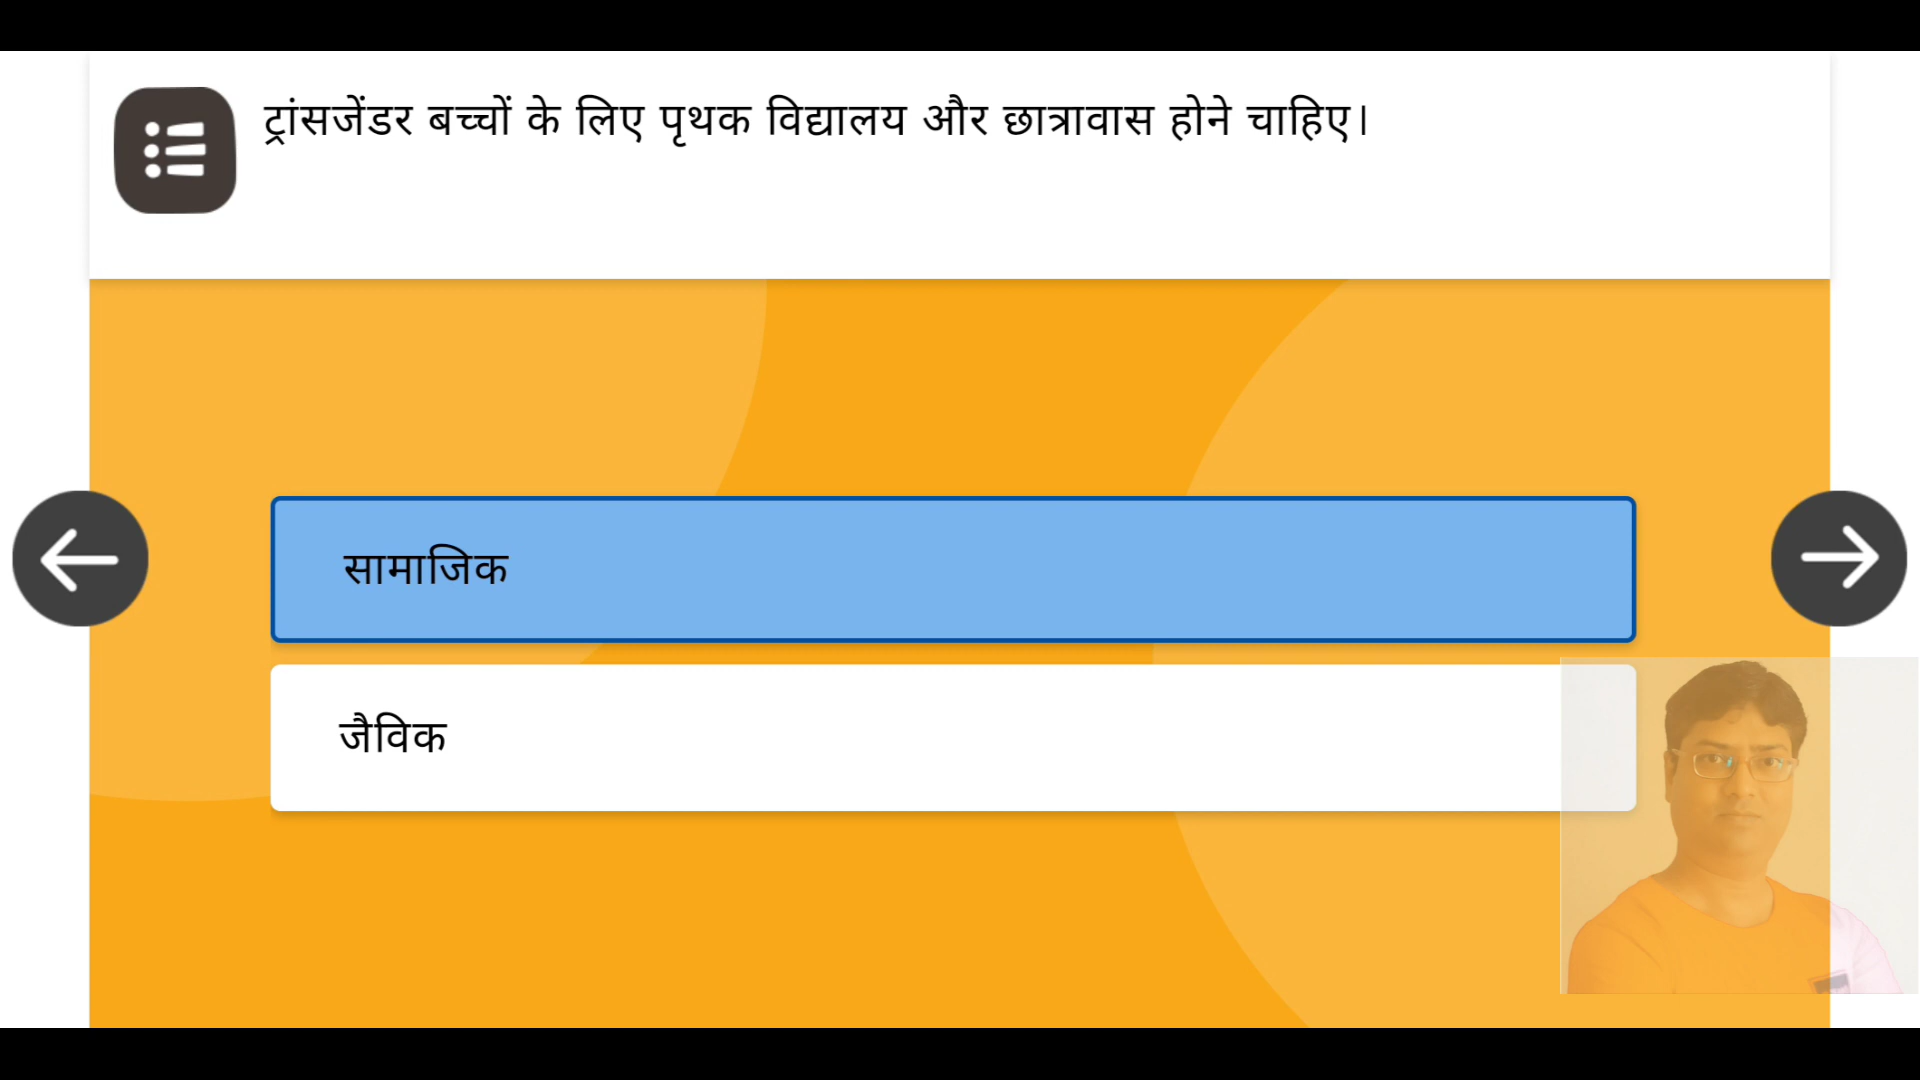 ट्रांसजेंडर बच्चों के लिए पृथक विद्यालय और छात्रावास होने चाहिए।
सामाजिक
जैविक